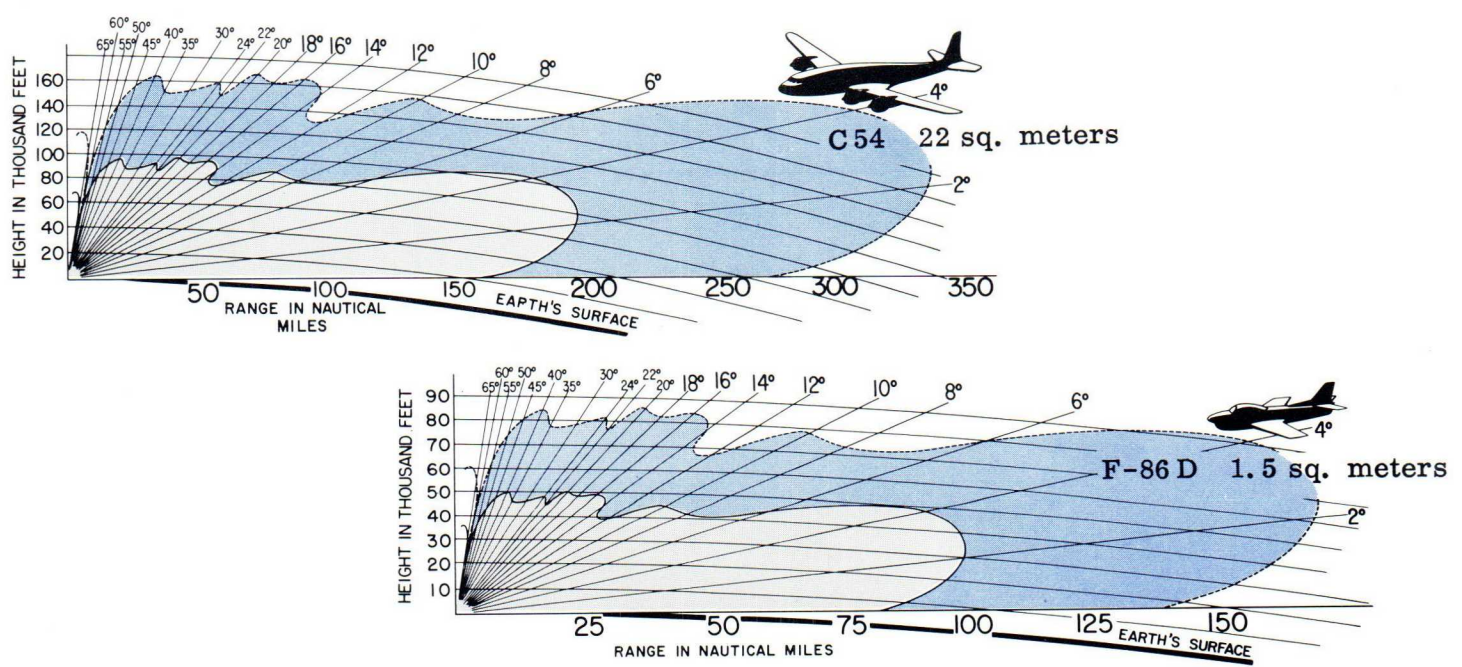 60° 50°
65° 55° 45° 40° 35° 30° 24° 22° 20° 18° 16° 14° 12° 10° 8° 6° 4° 2°
HEIGHT IN THOUSAND FEET
160
140
120
100
80
60
40
20
C 54 22 sq. meters
50 100 150 200 250 300 350
RANGE IN NAUTICAL
MILES
EARTH'S SURFACE
60° 50°
65° 55° 45° 40° 35° 30° 24° 22° 20° 18° 16° 14° 12° 10° 8° 6° 4° 2°
HEIGHT IN THOUSAND FEET
90
80
70
60
50
40
30
20
10
F-86 D 1.5 sq. meters
25 50 75 100 125 150
RANGE IN NAUTICAL MILES
EARTH'S SURFACE